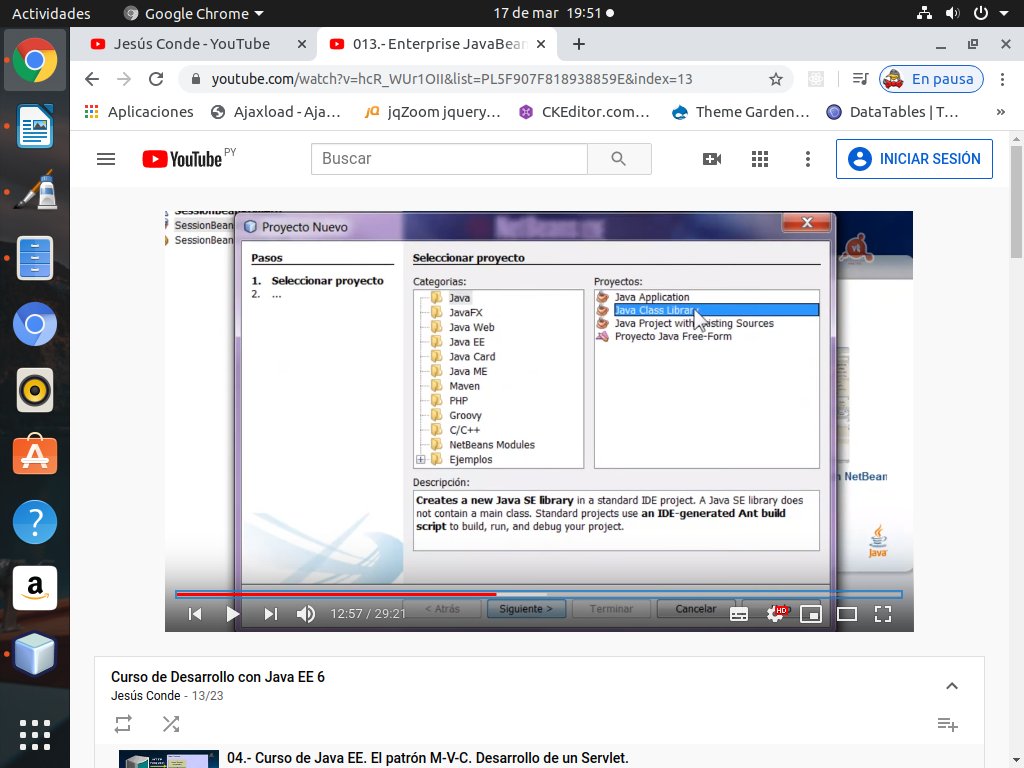 Actividades
Google Chrome
17 de mar 19:51
Jesús Conde - YouTube
013.- Enterprise JavaBean
youtube.com/watch?v=hcR_WUr1OII&list=PL5F907F818938859E&index=13
En pausa
Aplicaciones
Ajaxload - Aja...
jqZoom jquery...
CKEditor.com...
Theme Garden...
DataTables | T...
»
YouTube PY
Buscar
INICIAR SESIÓN
SessionBean
SessionBean
Proyecto Nuevo
Pasos
1. Seleccionar proyecto
2. ...
Seleccionar proyecto
Categorías:
Java
JavaFX
Java Web
Java EE
Java Card
Java ME
Maven
PHP
Groovy
C/C++
NetBeans Modules
Ejemplos
Proyectos:
Java Application
Java Class Library
Java Project with Existing Sources
Proyecto Java Free-Form
Descripción:
Creates a new Java SE library in a standard IDE project. A Java SE library does
not contain a main class. Standard projects use an IDE-generated Ant build
script to build, run, and debug your project.
NetBean
Java
12:57 / 29:21
< Atrás
Siguiente >
Terminar
Cancelar
HD
Curso de Desarrollo con Java EE 6
Jesús Conde - 13/23
04.- Curso de Java EE. El patrón M-V-C. Desarrollo de un Servlet.